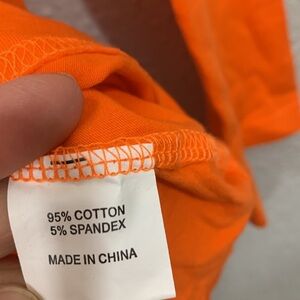 95% COTTON
5% SPANDEX
MADE IN CHINA